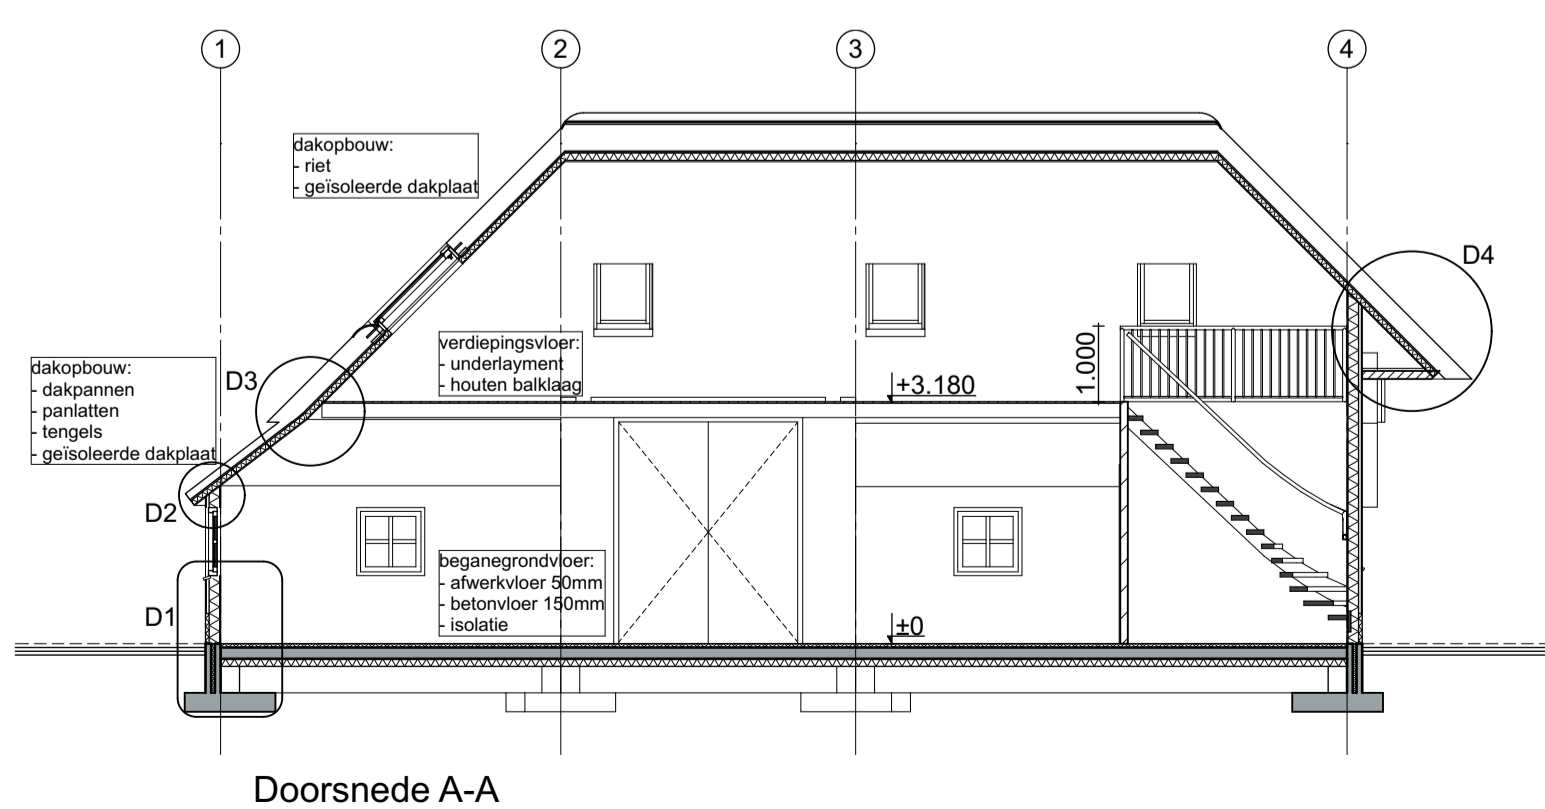 1
2
3
4
dakopbouw:
- riet
- geïsoleerde dakplaat
D4
verdiepingsvloer:
- underlayment
- houten balklaag
1.000
dakopbouw:
- dakpannen
- panlatten
- tengels
- geïsoleerde dakplaat
D3
+3.180
D2
beganegrondvloer:
- afwerkvloer 50mm
- betonvloer 150mm
- isolatie
D1
±0
Doorsnede A-A